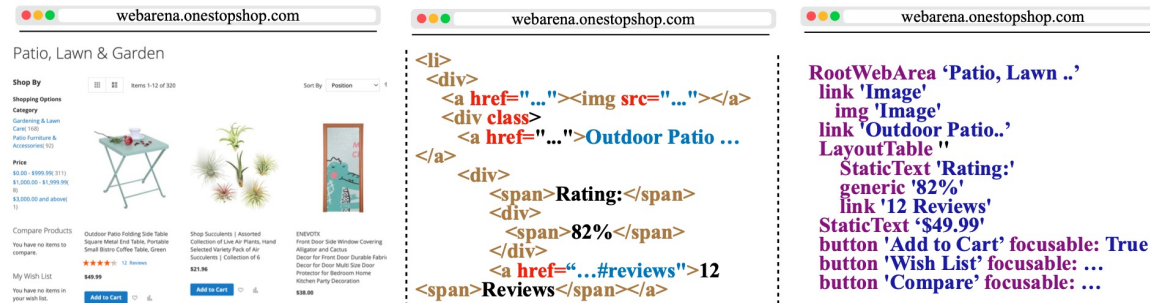 webarena.onestopshop.com
Patio, Lawn & Garden
Shop By
Items 1-12 of 320
Sort By Position
Shopping Options
Category
Gardening & Lawn
Care( 168)
Patio Furniture &
Accessories( 92)
Price
$0.00 - $999.99( 311)
$1,000.00 - $1,999.99(
8)
$3,000.00 and above(
1)
Compare Products
You have no items to
compare.
My Wish List
You have no items in
your wish list.
Outdoor Patio Folding Side Table
Square Metal End Table, Portable
Small Bistro Coffee Table, Green
12 Reviews
$49.99
Add to Cart
Shop Succulents | Assorted
Collection of Live Air Plants, Hand
Selected Variety Pack of Air
Succulents | Collection of 6
$21.96
Add to Cart
ENEVOTX
Front Door Side Window Covering
Alligator and Cactus
Decor for Front Door Durable Fabric
Decor for Door Multi Size Door
Protector for Bedroom Home
Kitchen Party Decoration
$38.00
webarena.onestopshop.com
<li>
<div>
<a href="..."><img src="..."></a>
<div class>
<a href="...">Outdoor Patio ...
</a>
<div>
<span>Rating:</span>
<div>
<span>82%</span>
</div>
<a href="...#reviews">12
<span>Reviews</span></a>
webarena.onestopshop.com
RootWebArea ‘Patio, Lawn ..’
link 'Image'
img 'Image'
link 'Outdoor Patio..’
LayoutTable ''
StaticText 'Rating:'
generic '82%'
link '12 Reviews'
StaticText ‘$49.99'
button 'Add to Cart’ focusable: True
button 'Wish List’ focusable: ...
button 'Compare’ focusable: ...